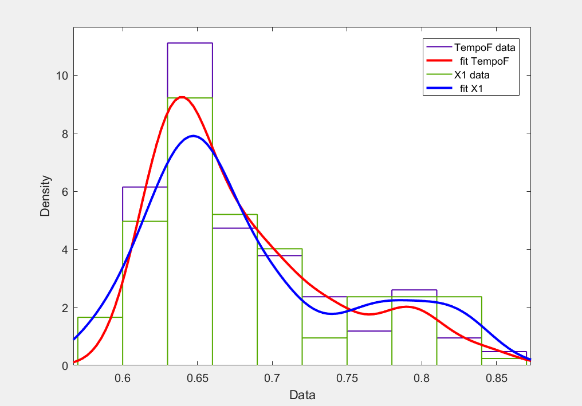 TempoF data
fit TempoF
X1 data
fit X1
10
8
6
4
2
0
Density
0.6 0.65 0.7 0.75 0.8 0.85
Data